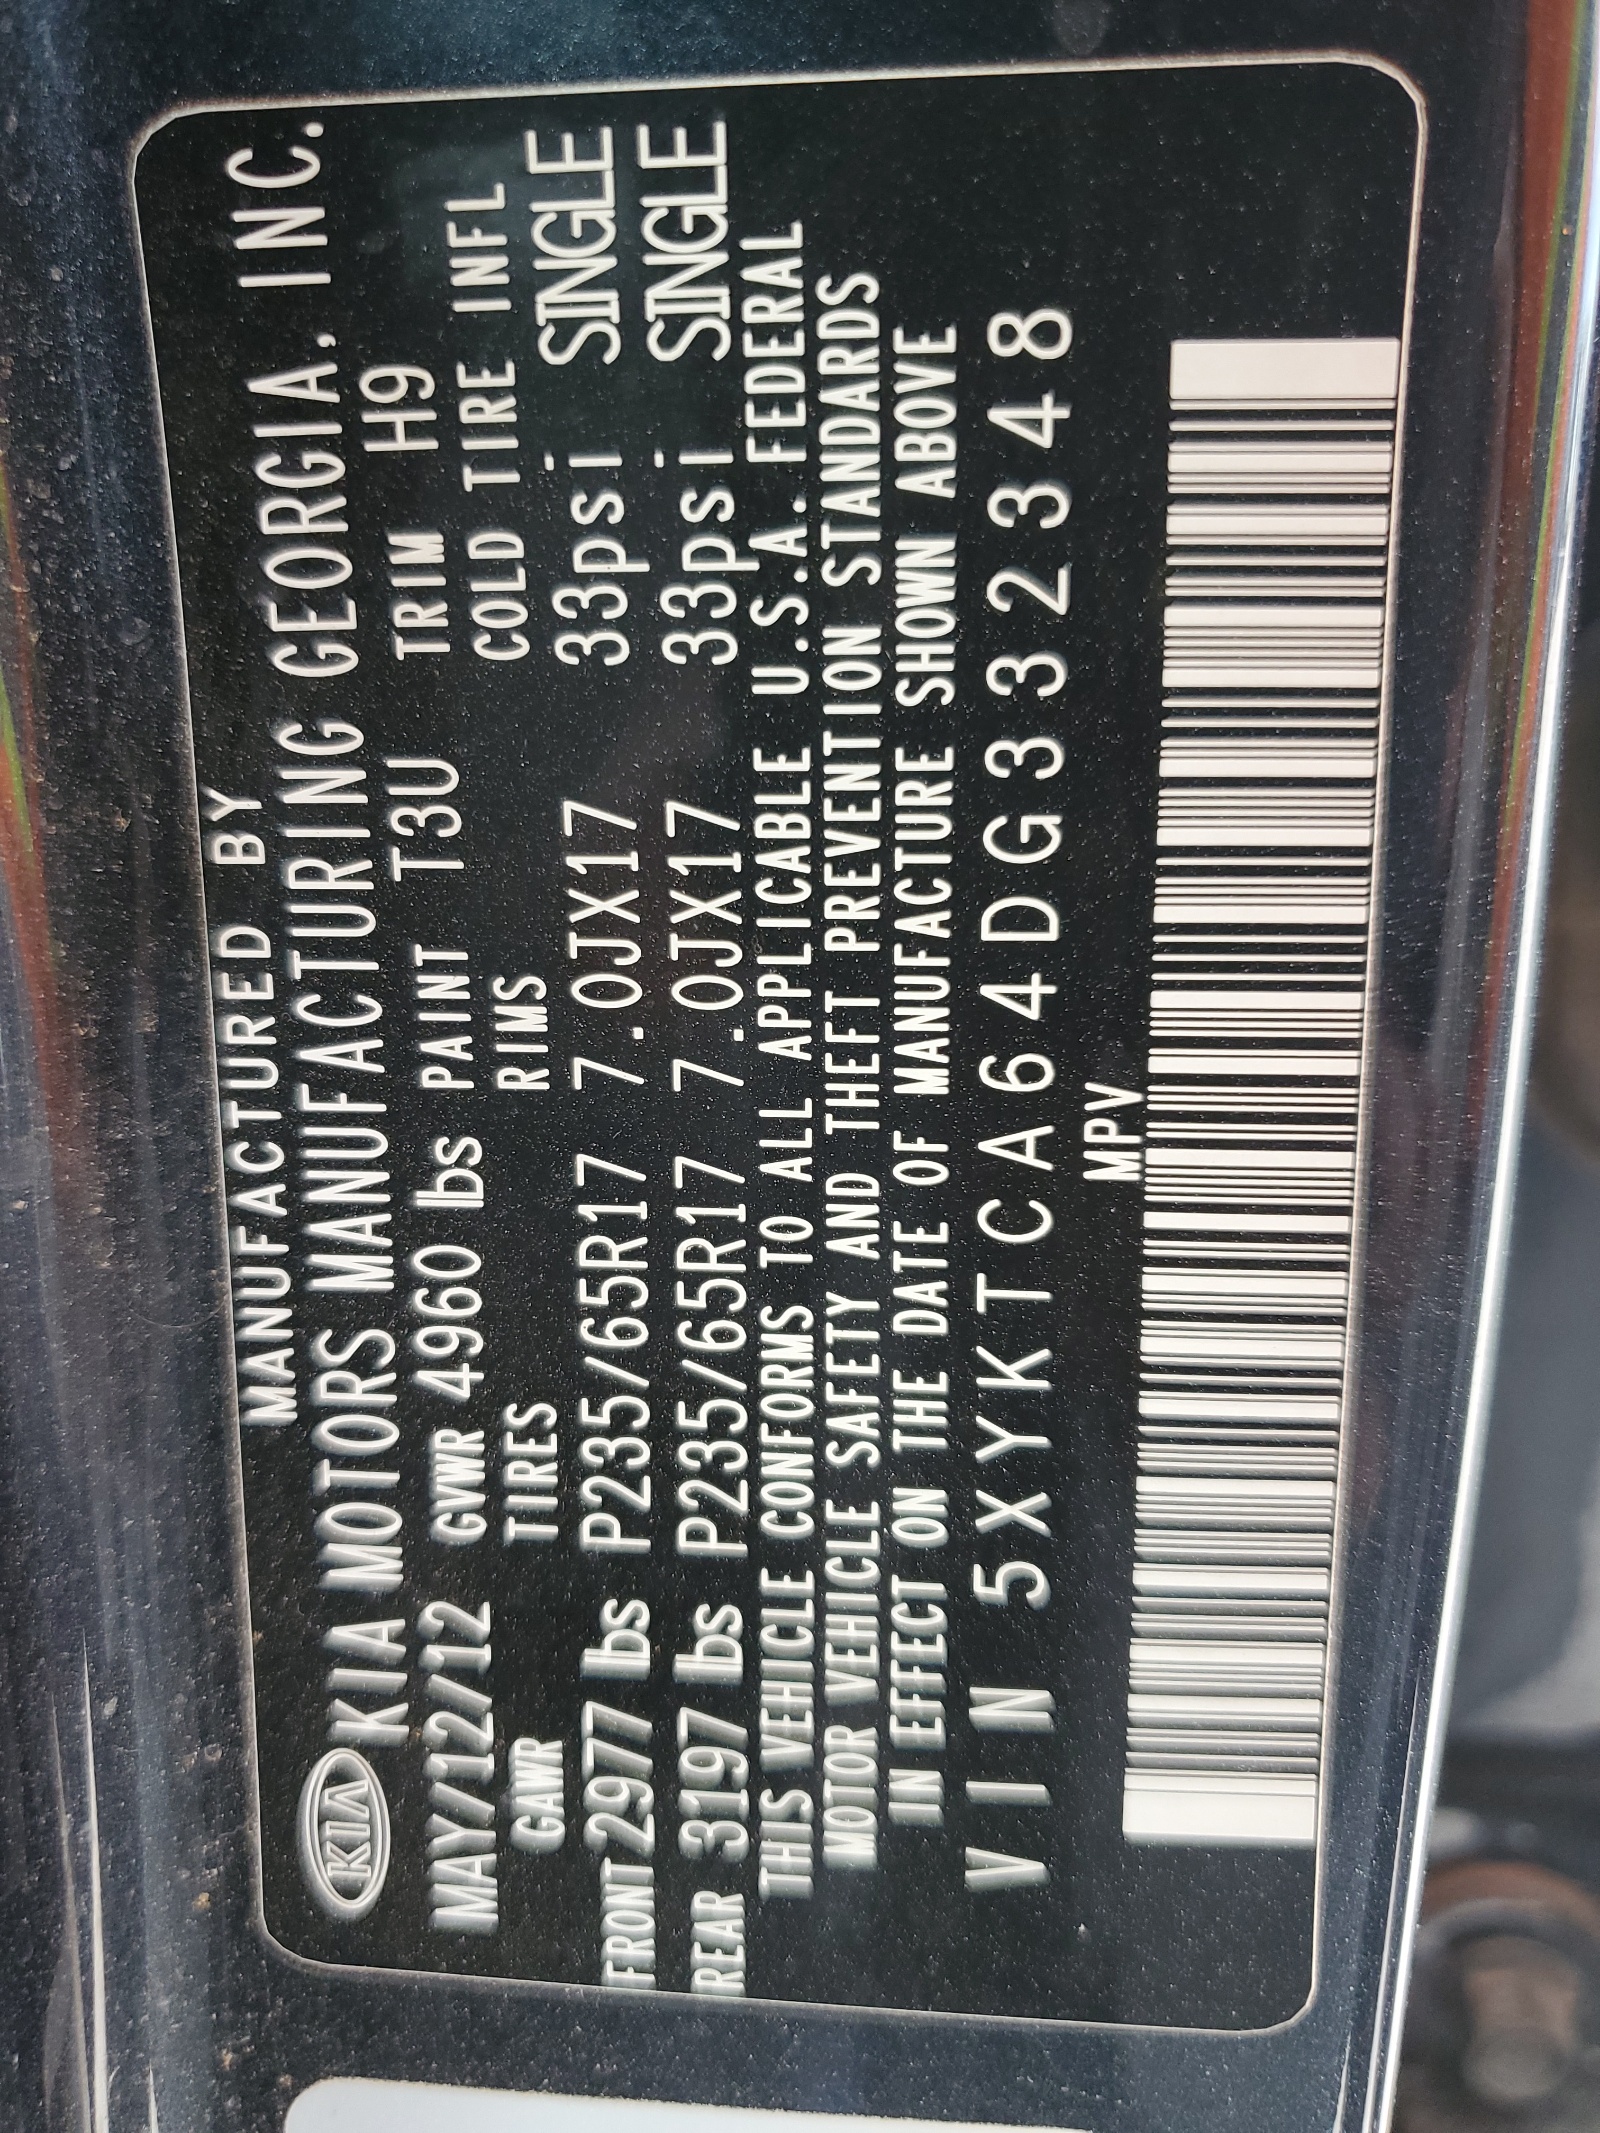 MANUFACTURED BY
KIA KIA MOTORS MANUFACTURING GEORGIA, INC.
MAY/12/12 GVWR 4960 lbs PAINT T3U TRIM H9
GAWR TIRES RIMS COLD TIRE INFL
FRONT 2977 lbs P235/65R17 7.0JX17 33psi SINGLE
REAR 3197 lbs P235/65R17 7.0JX17 33psi SINGLE
THIS VEHICLE CONFORMS TO ALL APPLICABLE U.S.A. FEDERAL
MOTOR VEHICLE SAFETY AND THEFT PREVENTION STANDARDS
IN EFFECT ON THE DATE OF MANUFACTURE SHOWN ABOVE
VIN 5XYKTCA64DG332348
MPV